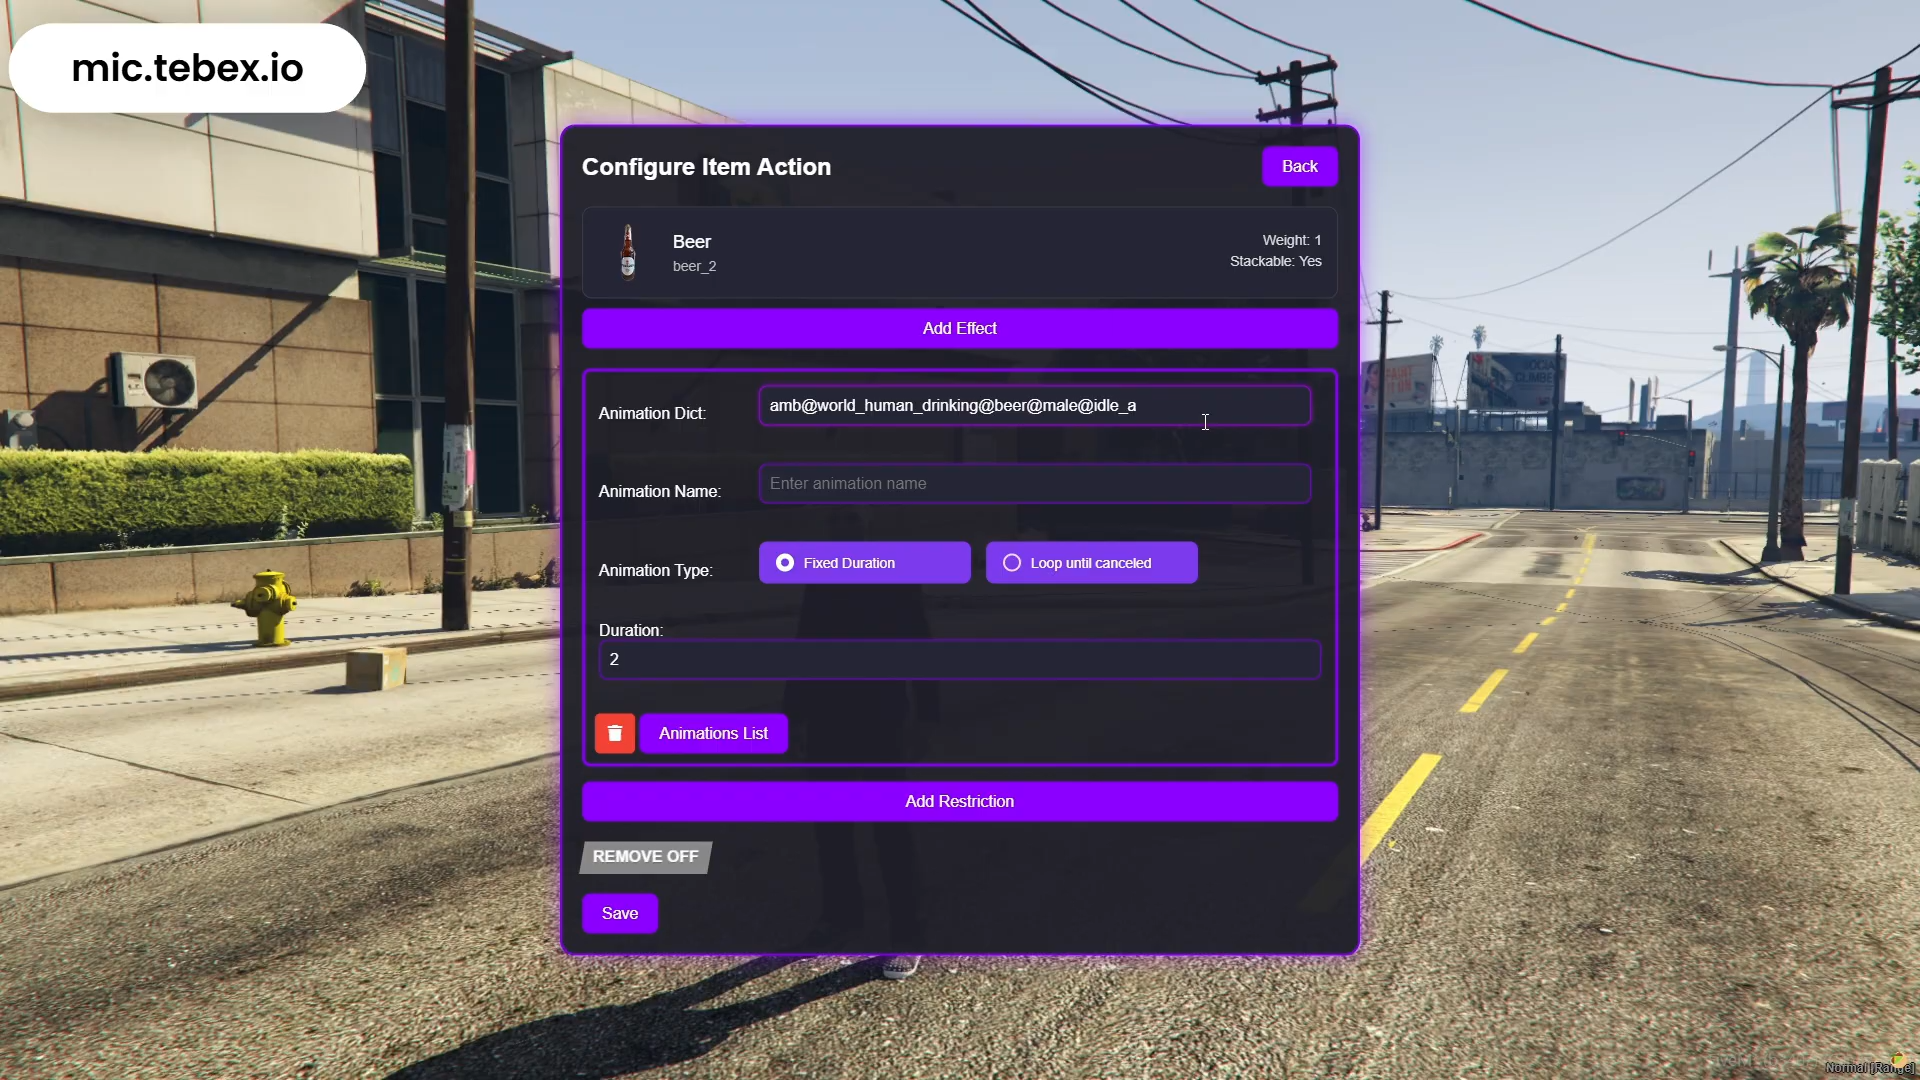 mic.tebex.io
Configure Item Action
Back
Beer
beer_2
Weight: 1
Stackable: Yes
Add Effect
Animation Dict:
amb@world_human_drinking@beer@male@idle_a
Animation Name:
Enter animation name
Animation Type:
Fixed Duration
Loop until canceled
Duration:
2
Animations List
Add Restriction
REMOVE OFF
Save
Normal [Range]